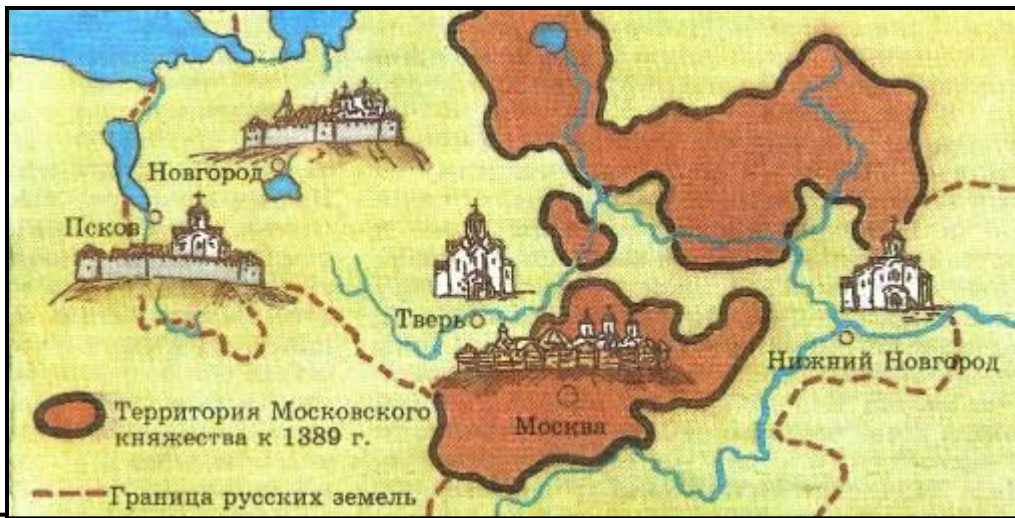 Новгород
Псков
Тверь
Нижний Новгород
Москва
Территория Московского
княжества к 1389 г.
Граница русских земель